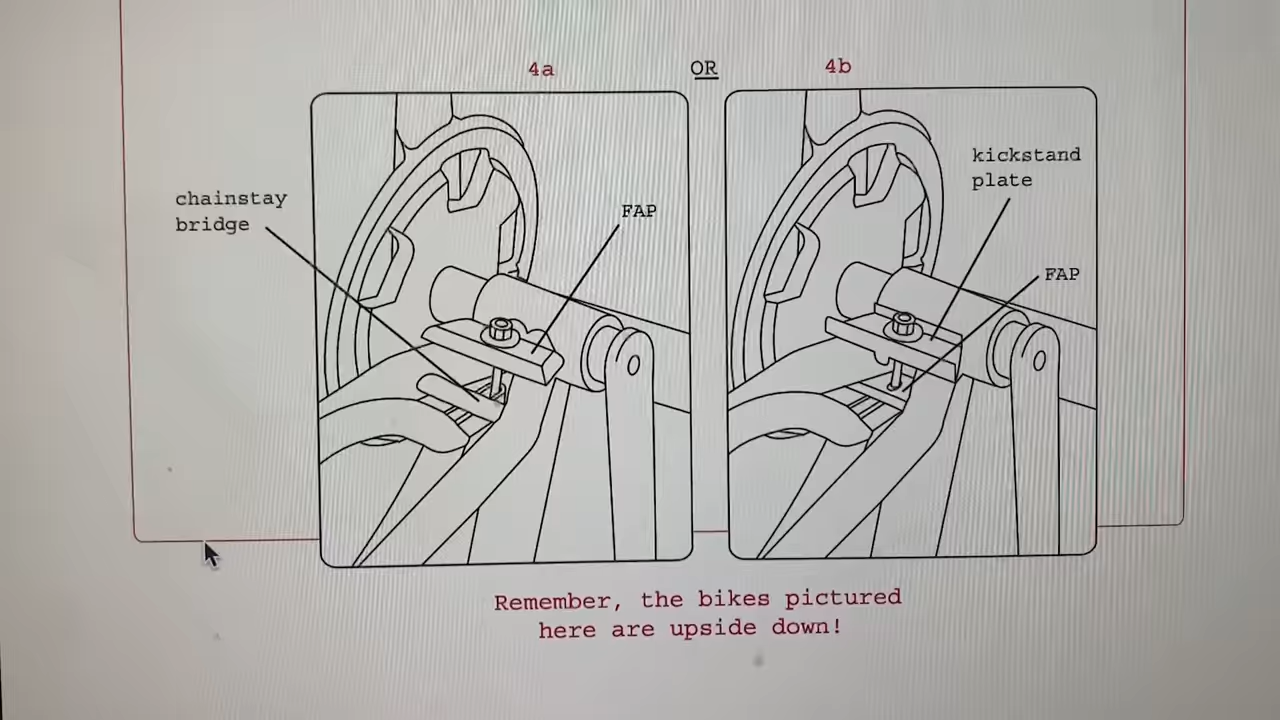 4a
OR
4b
chainstay
bridge
FAP
kickstand
plate
FAP
Remember, the bikes pictured
here are upside down!